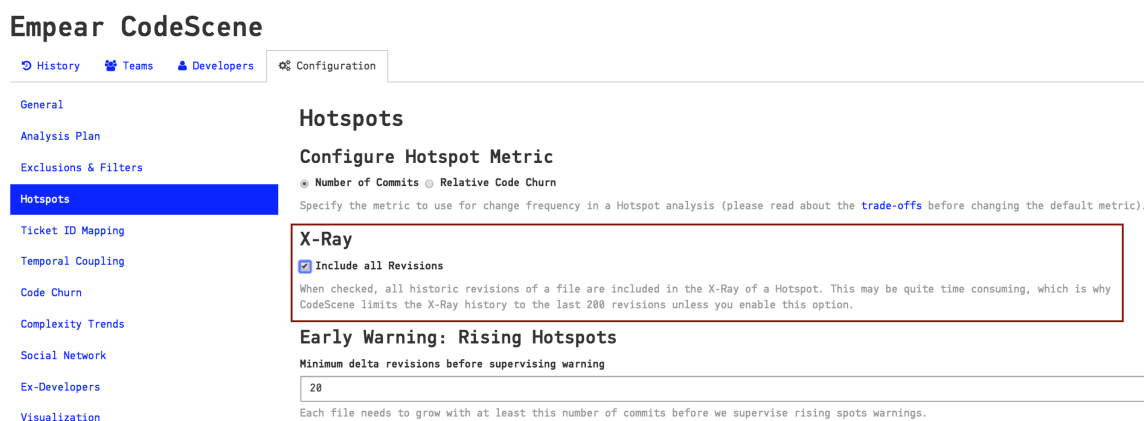 Empear CodeScene
History Teams Developers Configuration
General
Analysis Plan
Exclusions & Filters
Hotspots
Ticket ID Mapping
Temporal Coupling
Code Churn
Complexity Trends
Social Network
Ex-Developers
Visualization
Hotspots
Configure Hotspot Metric
Number of Commits Relative Code Churn
Specify the metric to use for change frequency in a Hotspot analysis (please read about the trade-offs before changing the default metric).
X-Ray
Include all Revisions
When checked, all historic revisions of a file are included in the X-Ray of a Hotspot. This may be quite time consuming, which is why
CodeScene limits the X-Ray history to the last 200 revisions unless you enable this option.
Early Warning: Rising Hotspots
Minimum delta revisions before supervising warning
20
Each file needs to grow with at least this number of commits before we supervise rising spots warnings.